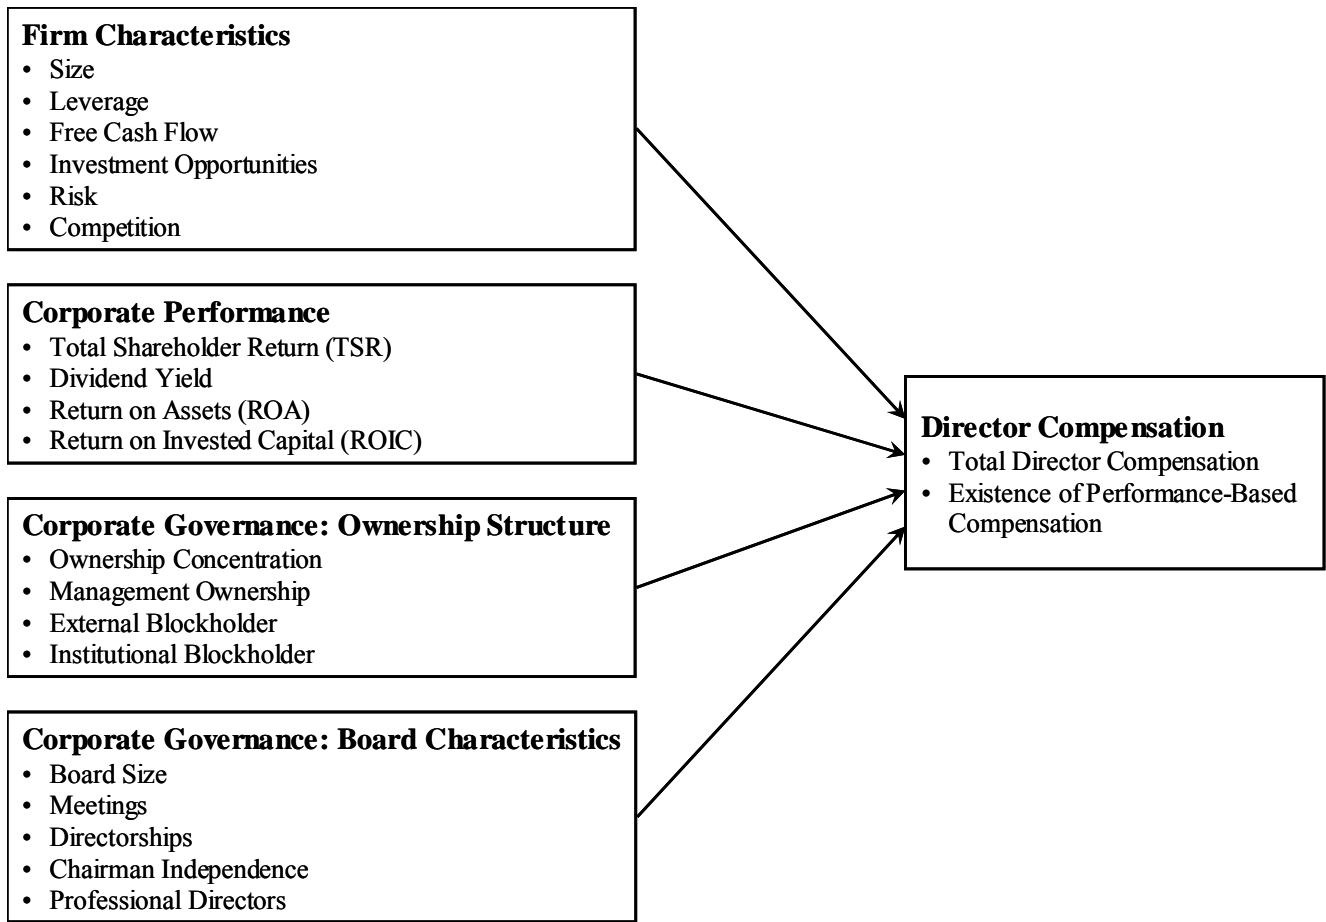 Firm Characteristics
• Size
• Leverage
• Free Cash Flow
• Investment Opportunities
• Risk
• Competition
Corporate Performance
• Total Shareholder Return (TSR)
• Dividend Yield
• Return on Assets (ROA)
• Return on Invested Capital (ROIC)
Corporate Governance: Ownership Structure
• Ownership Concentration
• Management Ownership
• External Blockholder
• Institutional Blockholder
Corporate Governance: Board Characteristics
• Board Size
• Meetings
• Directorships
• Chairman Independence
• Professional Directors
Director Compensation
• Total Director Compensation
• Existence of Performance-Based
Compensation